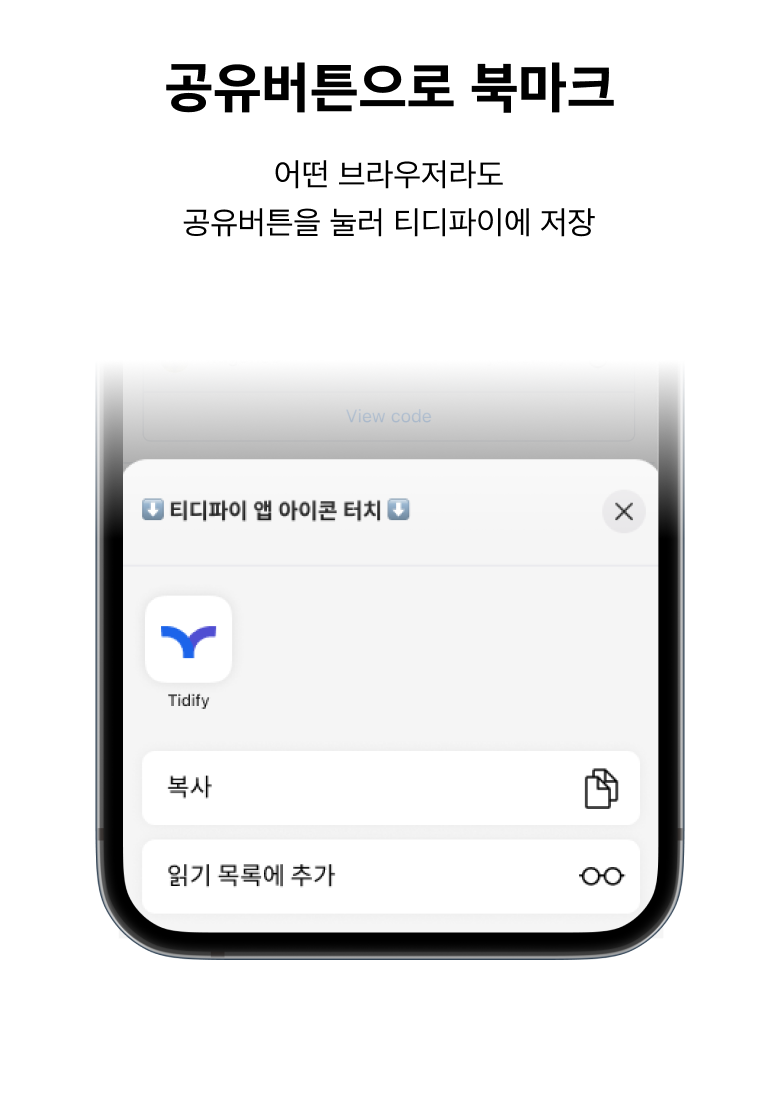 공유버튼으로 북마크
어떤 브라우저라도
공유버튼을 눌러 티디파이에 저장
View code
⬇️ 티디파이 앱 아이콘 터치 ⬇️
Tidify
복사
읽기 목록에 추가